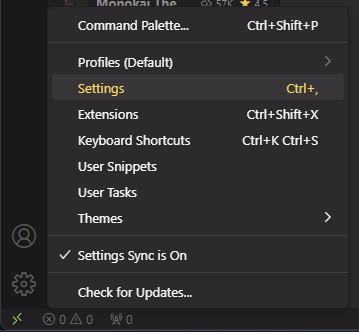 Monokai The 57K 4.5
Command Palette... Ctrl+Shift+P
Profiles (Default)
Settings Ctrl+,
Extensions Ctrl+Shift+X
Keyboard Shortcuts Ctrl+K Ctrl+S
User Snippets
User Tasks
Themes
Settings Sync is On
Check for Updates...
0 0 0